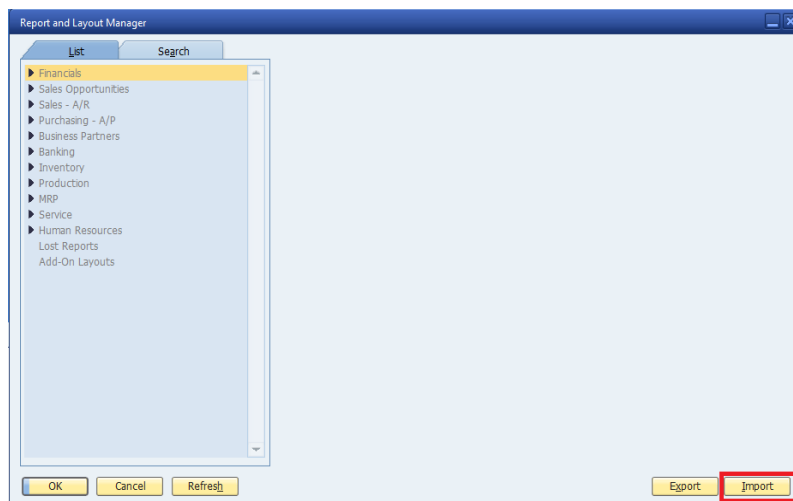 Report and Layout Manager
List Search
Financials
Sales Opportunities
Sales - A/R
Purchasing - A/P
Business Partners
Banking
Inventory
Production
MRP
Service
Human Resources
Lost Reports
Add-On Layouts
OK Cancel Refresh Export Import